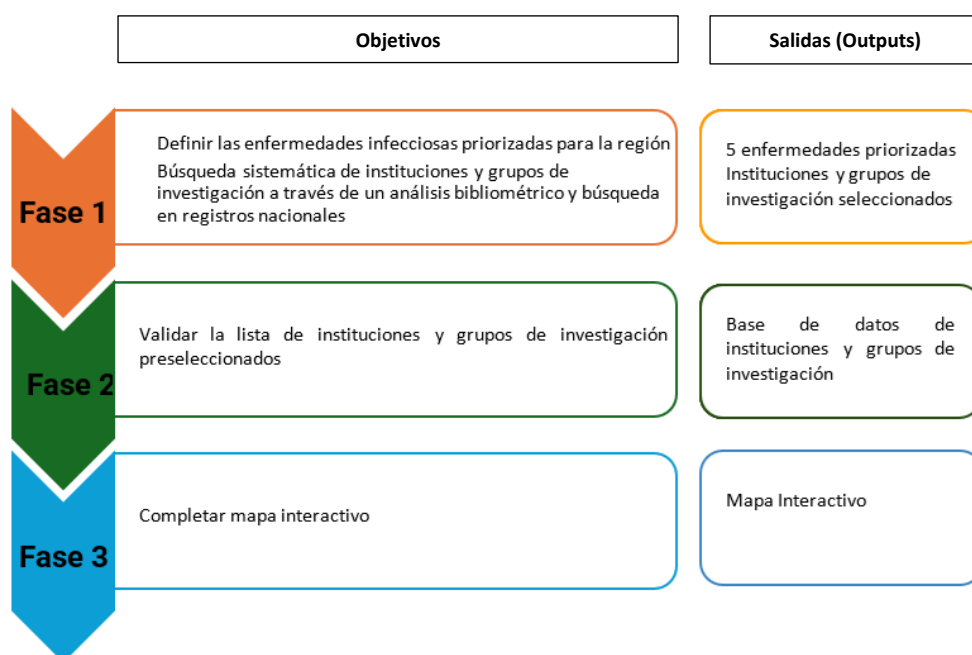 Objetivos
Salidas (Outputs)
Fase 1
Definir las enfermedades infecciosas priorizadas para la región
Búsqueda sistemática de instituciones y grupos de
investigación a través de un análisis bibliométrico y búsqueda
en registros nacionales
5 enfermedades priorizadas
Instituciones y grupos de
investigación seleccionados
Fase 2
Validar la lista de instituciones y grupos de investigación
preseleccionados
Base de datos de
instituciones y grupos de
investigación
Fase 3
Completar mapa interactivo
Mapa Interactivo